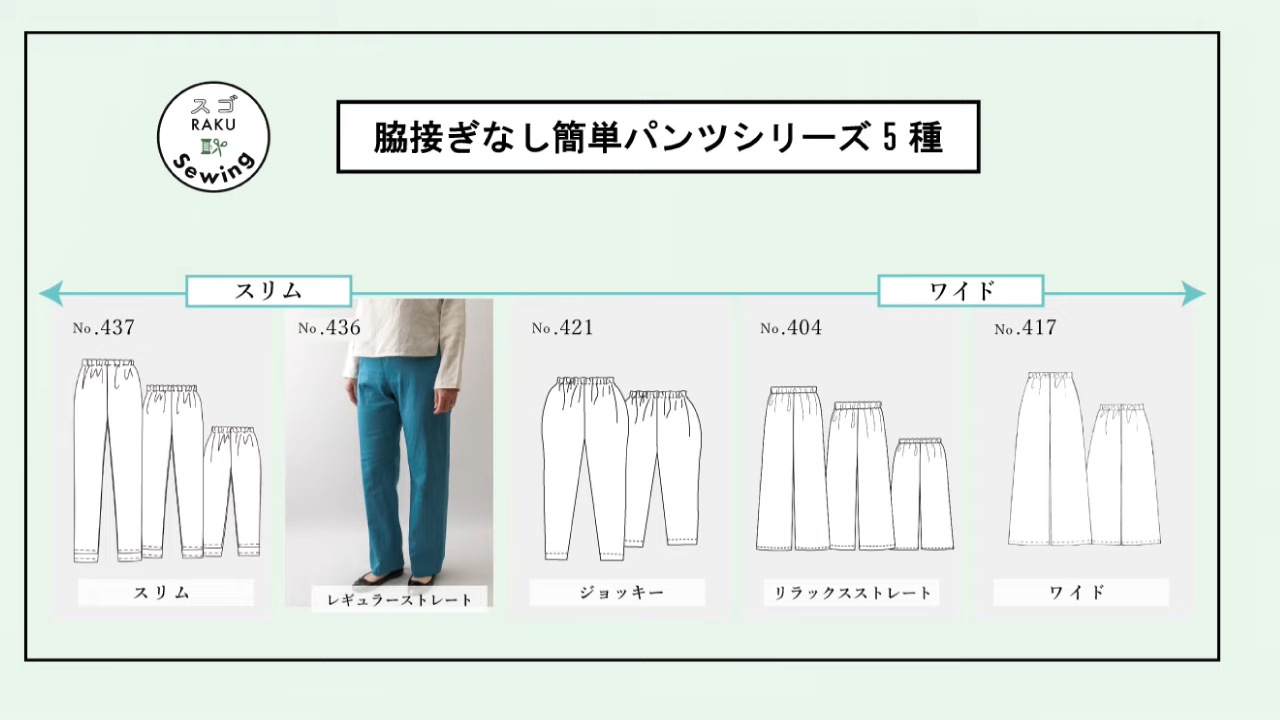 スゴ
RAKU
Sewing
脇接ぎなし簡単パンツシリーズ5種
スリム
ワイド
No.437
No.436
No.421
No.404
No.417
スリム
レギュラーストレート
ジョッキー
リラックスストレート
ワイド